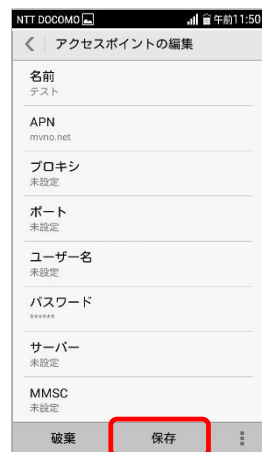 NTT DOCOMO 午前11:50
アクセスポイントの編集
名前
テスト
APN
mvno.net
プロキシ
未設定
ポート
未設定
ユーザー名
未設定
パスワード
******
サーバー
未設定
MMSC
未設定
破棄 保存